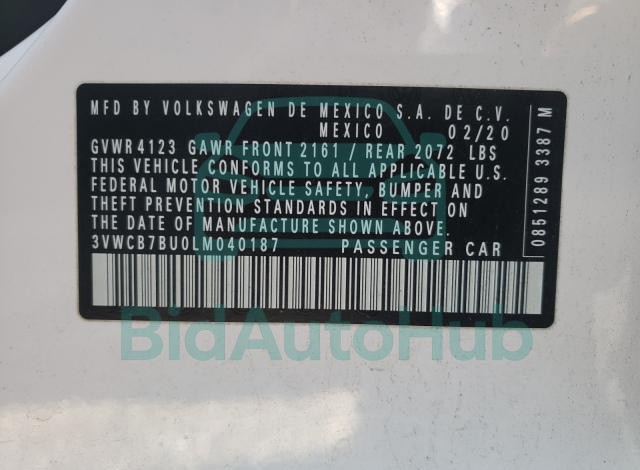 MFD BY VOLKSWAGEN DE MEXICO S.A. DE C.V.
MEXICO 02/20
GVWR 4123 GAWR FRONT 2161 / REAR 2072 LBS
THIS VEHICLE CONFORMS TO ALL APPLICABLE U.S.
FEDERAL MOTOR VEHICLE SAFETY, BUMPER AND
THEFT PREVENTION STANDARDS IN EFFECT ON
THE DATE OF MANUFACTURE SHOWN ABOVE.
3VWCB7BU0LM040187 PASSENGER CAR
0851289 3387 M
BidAutoHub